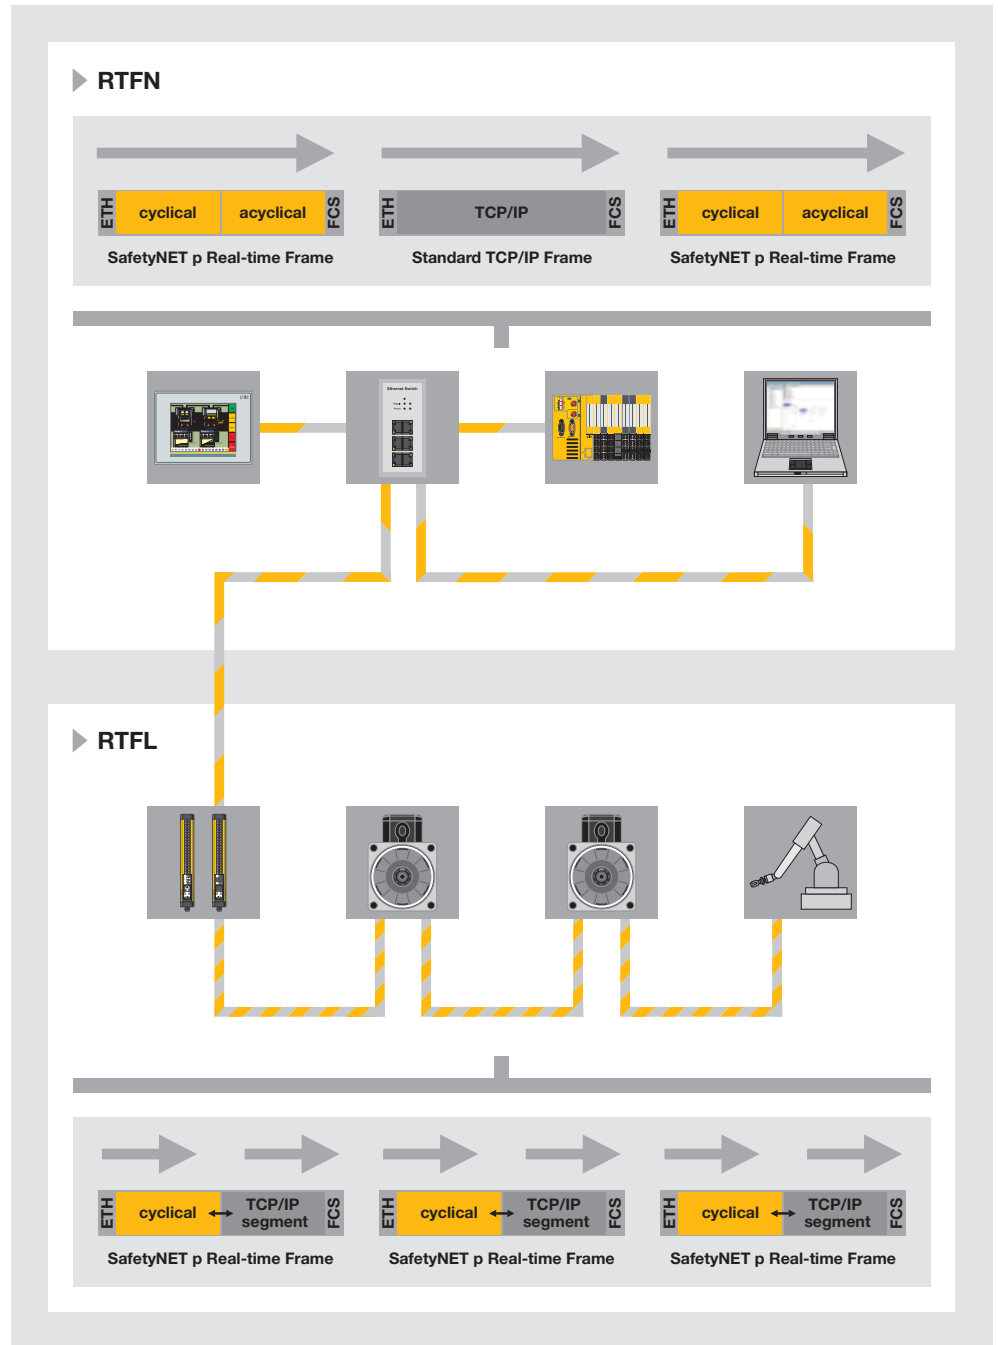 RTFN
ETH cyclical acyclical FCS
SafetyNET p Real-time Frame
ETH TCP/IP FCS
Standard TCP/IP Frame
ETH cyclical acyclical FCS
SafetyNET p Real-time Frame
Ethernet Switch
RTFL
ETH cyclical TCP/IP
segment FCS
SafetyNET p Real-time Frame
ETH cyclical TCP/IP
segment FCS
SafetyNET p Real-time Frame
ETH cyclical TCP/IP
segment FCS
SafetyNET p Real-time Frame